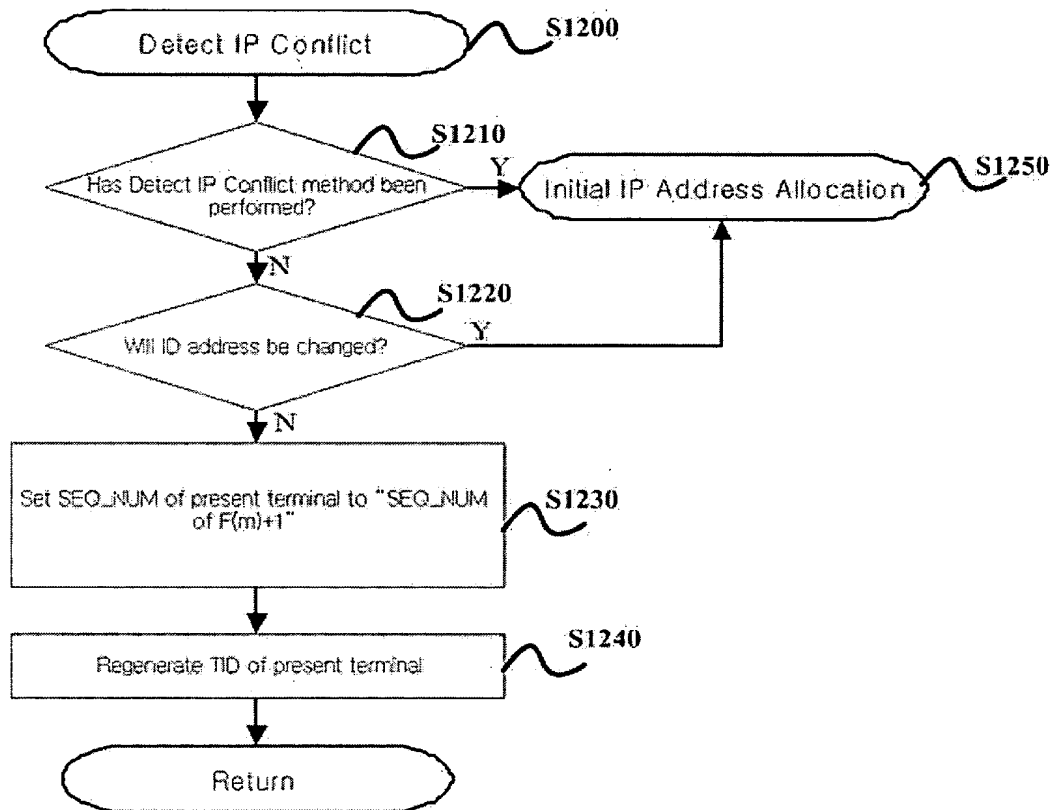 Detect IP Conflict
S1200
S1210
Has Detect IP Conflict method been
performed?
Y
Initial IP Address Allocation
S1250
N
S1220
Will ID address be changed?
Y
N
Set SEQ_NUM of present terminal to "SEQ_NUM
of F(m)+1"
S1230
S1240
Regenerate TID of present terminal
Return